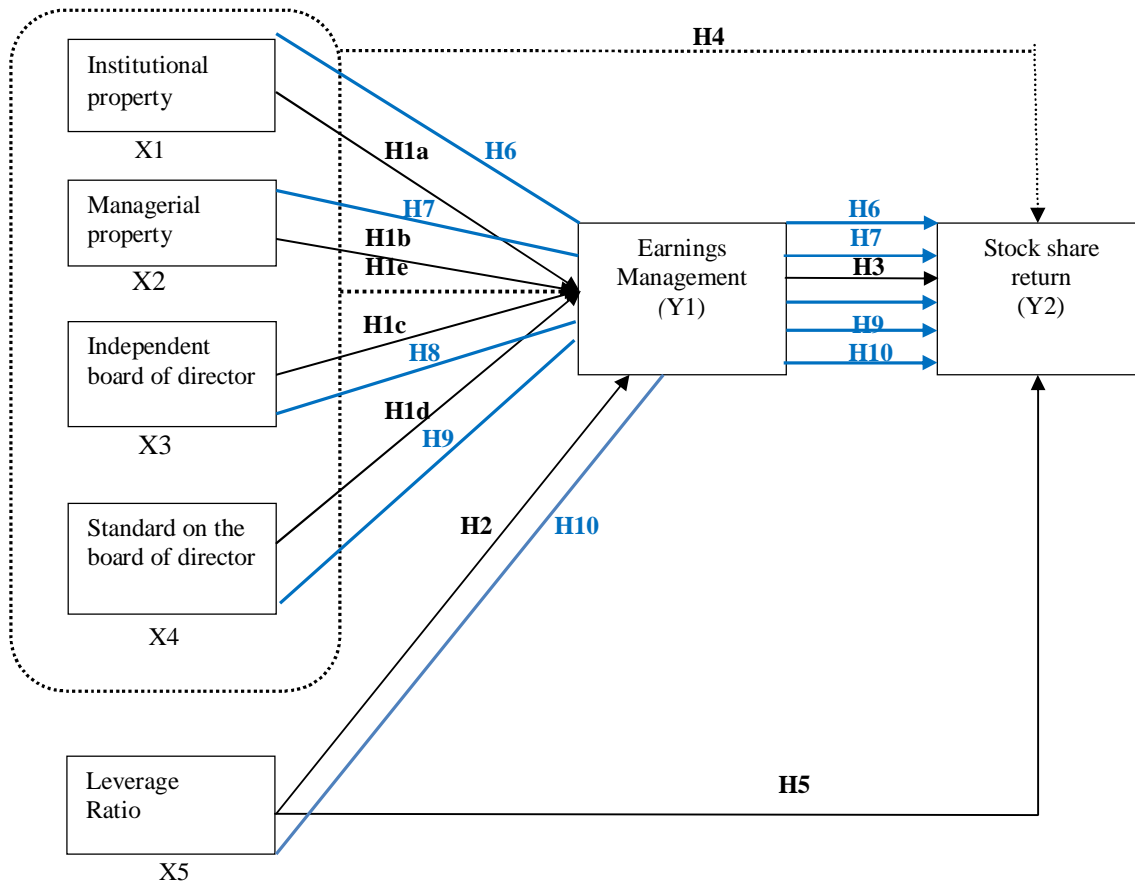 H4
Institutional
property
X1
H1a
H6
Managerial
property
X2
H7
H1b
H1e
Independent
board of director
X3
H1c
H8
Standard on the
board of director
X4
H1d
H9
Earnings
Management
(Y1)
H6
H7
H3
H9
H10
Stock share
return
(Y2)
H2
H10
Leverage
Ratio
X5
H5